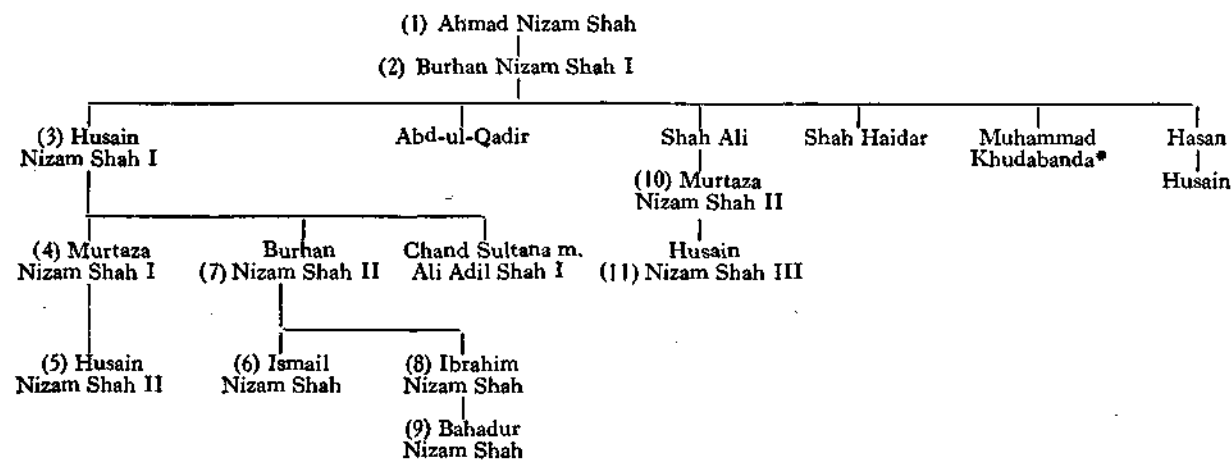 (1) Ahmad Nizam Shah
(2) Burhan Nizam Shah I
(3) Husain
Nizam Shah I
Abd-ul-Qadir
Shah Ali
Shah Haidar
Muhammad
Khudabanda*
Hasan
(10) Murtaza
Nizam Shah II
Husain
(4) Murtaza
Nizam Shah I
Burhan
(7) Nizam Shah II
Chand Sultana m.
Ali Adil Shah I
Husain
(11) Nizam Shah III
(5) Husain
Nizam Shah II
(6) Ismail
Nizam Shah
(8) Ibrahim
Nizam Shah
(9) Bahadur
Nizam Shah